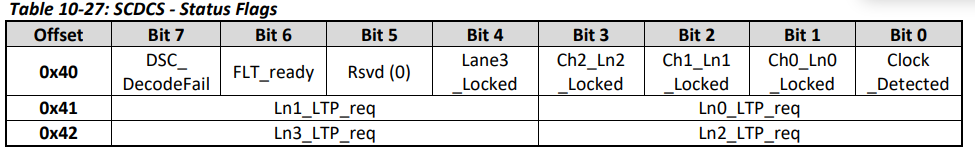 Table 10-27: SCDCS - Status Flags
Offset Bit 7 Bit 6 Bit 5 Bit 4 Bit 3 Bit 2 Bit 1 Bit 0
0x40 DSC_ DecodeFail FLT_ready Rsvd (0) Lane3 _Locked Ch2_Ln2 _Locked Ch1_Ln1 _Locked Ch0_Ln0 _Locked Clock _Detected
0x41 Ln1_LTP_req Ln0_LTP_req
0x42 Ln3_LTP_req Ln2_LTP_req